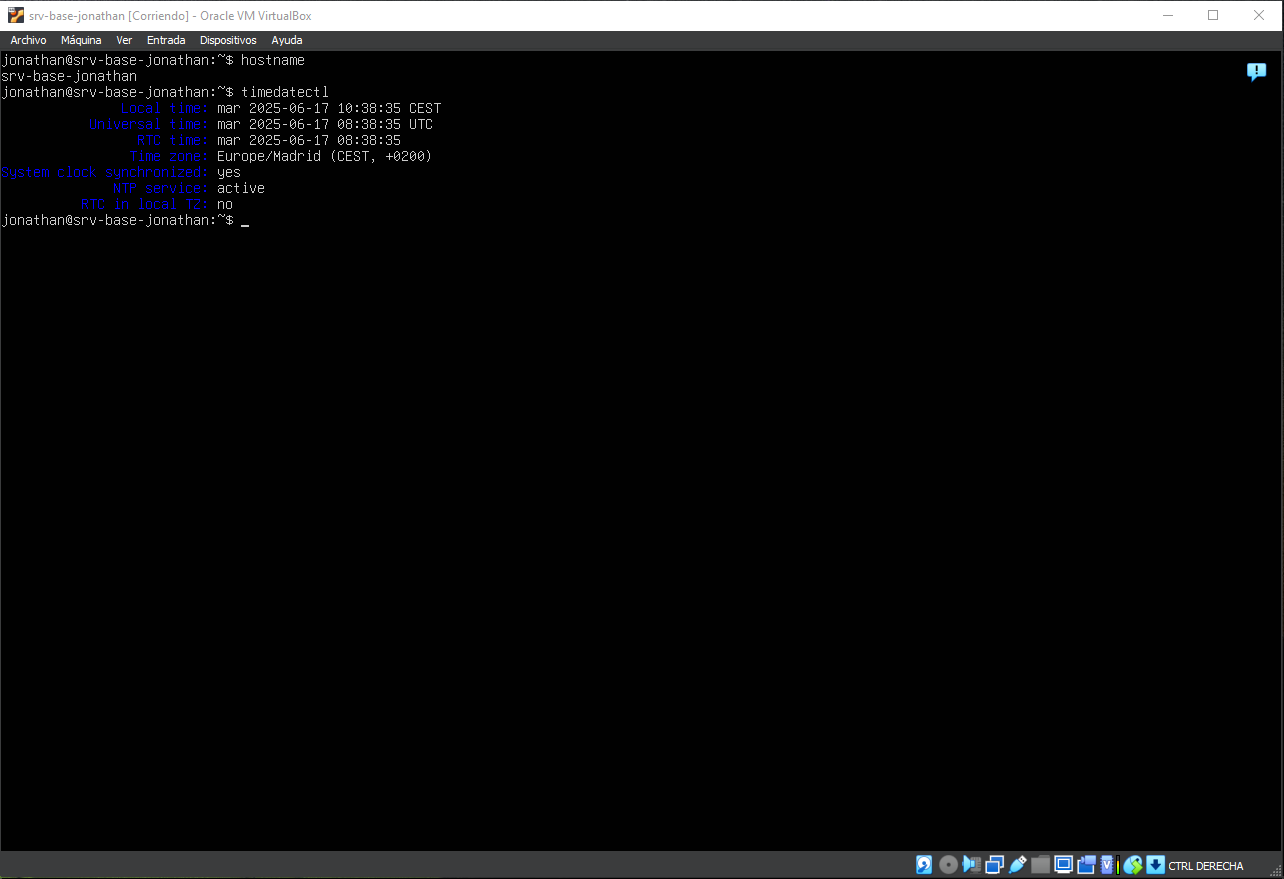 srv-base-jonathan [Corriendo] - Oracle VM VirtualBox
Archivo Máquina Ver Entrada Dispositivos Ayuda
jonathan@srv-base-jonathan:~$ hostname
srv-base-jonathan
jonathan@srv-base-jonathan:~$ timedatectl
Local time: mar 2025-06-17 10:38:35 CEST
Universal time: mar 2025-06-17 08:38:35 UTC
RTC time: mar 2025-06-17 08:38:35
Time zone: Europe/Madrid (CEST, +0200)
System clock synchronized: yes
NTP service: active
RTC in local TZ: no
jonathan@srv-base-jonathan:~$ _
CTRL DERECHA